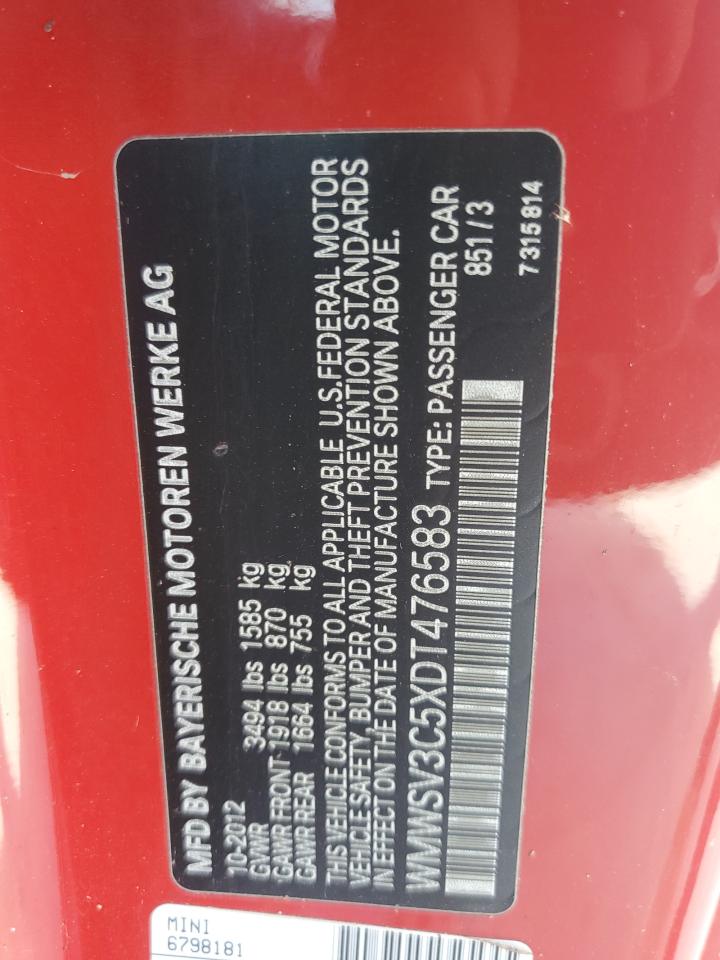 MFD BY BAYERISCHE MOTOREN WERKE AG
10-2012
GVWR 3494 lbs 1585 kg
GAWR FRONT 1918 lbs 870 kg
GAWR REAR 1664 lbs 755 kg
THIS VEHICLE CONFORMS TO ALL APPLICABLE U.S. FEDERAL MOTOR
VEHICLE SAFETY, BUMPER AND THEFT PREVENTION STANDARDS
IN EFFECT ON THE DATE OF MANUFACTURE SHOWN ABOVE.
WMWSV3C5XDT476583 TYPE: PASSENGER CAR
851 / 3
7 315 814
MINI
6798181